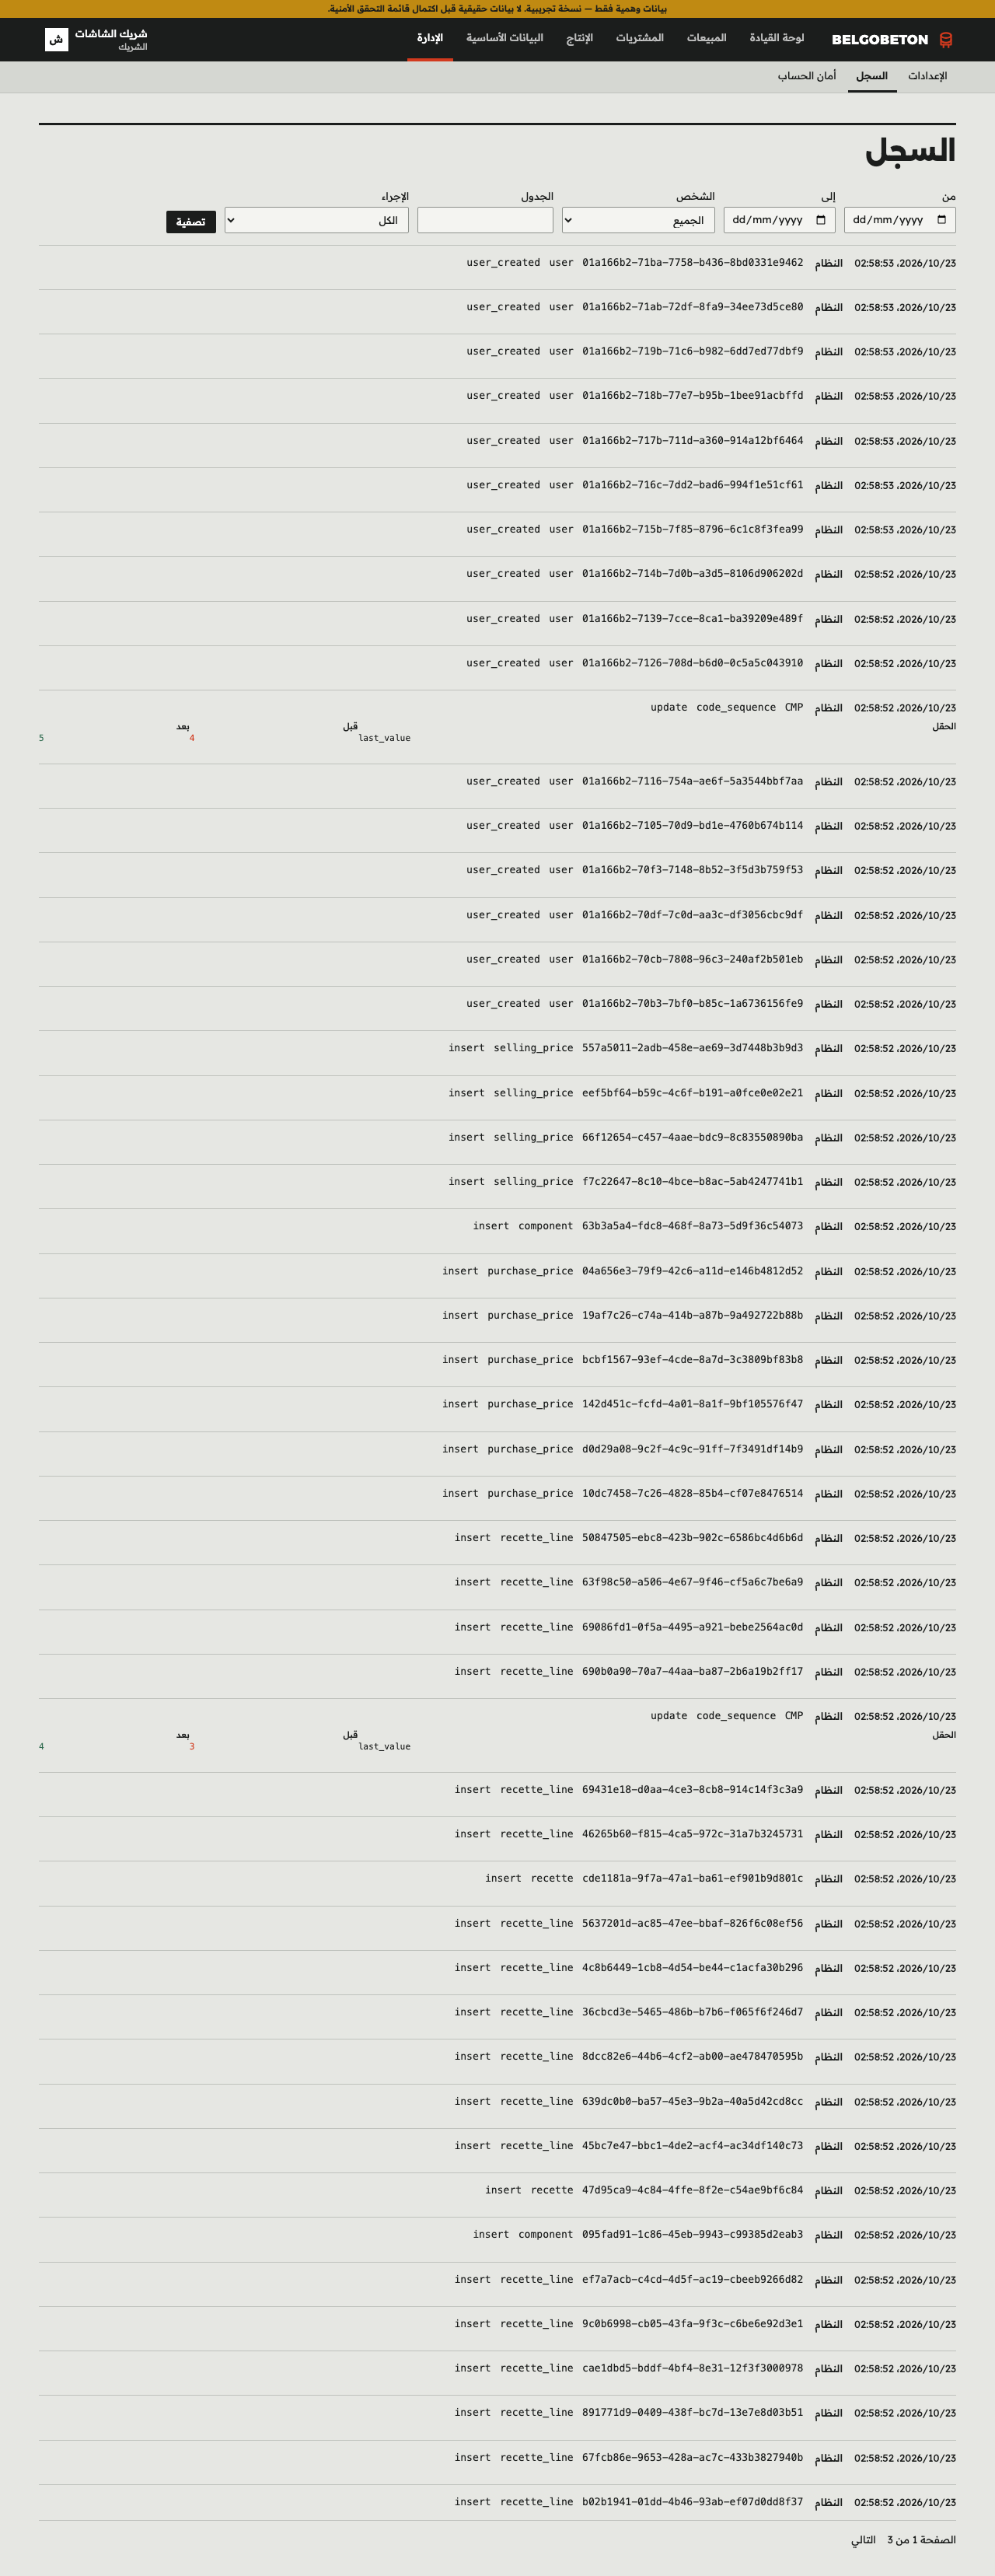 بيانات وهمية فقط — نسخة تجريبية. لا بيانات حقيقية قبل اكتمال قائمة التحقق الأمنية.
BELGOBETON لوحة القيادة المبيعات المشتريات الإنتاج البيانات الأساسية الإدارة شريك الشاشات ش
الشريك
الإعدادات السجل أمان الحساب
السجل
من إلى الشخص الجدول الإجراء
dd/mm/yyyy dd/mm/yyyy الجميع الكل تصفية
2026/10/23، 02:58:53 النظام user_created user 01a166b2-71ba-7758-b436-8bd0331e9462
2026/10/23، 02:58:53 النظام user_created user 01a166b2-71ab-72df-8fa9-34ee73d5ce80
2026/10/23، 02:58:53 النظام user_created user 01a166b2-719b-71c6-b982-6dd7ed77dbf9
2026/10/23، 02:58:53 النظام user_created user 01a166b2-718b-77e7-b95b-1bee91acbffd
2026/10/23، 02:58:53 النظام user_created user 01a166b2-717b-711d-a360-914a12bf6464
2026/10/23، 02:58:53 النظام user_created user 01a166b2-716c-7dd2-bad6-994f1e51cf61
2026/10/23، 02:58:53 النظام user_created user 01a166b2-715b-7f85-8796-6c1c8f3fea99
2026/10/23، 02:58:52 النظام user_created user 01a166b2-714b-7d0b-a3d5-8106d906202d
2026/10/23، 02:58:52 النظام user_created user 01a166b2-7139-7cce-8ca1-ba39209e489f
2026/10/23، 02:58:52 النظام user_created user 01a166b2-7126-708d-b6d0-0c5a5c043910
2026/10/23، 02:58:52 النظام update code_sequence CMP
الحقل قبل بعد
last_value 4 5
2026/10/23، 02:58:52 النظام user_created user 01a166b2-7116-754a-ae6f-5a3544bbf7aa
2026/10/23، 02:58:52 النظام user_created user 01a166b2-7105-70d9-bd1e-4760b674b114
2026/10/23، 02:58:52 النظام user_created user 01a166b2-70f3-7148-8b52-3f5d3b759f53
2026/10/23، 02:58:52 النظام user_created user 01a166b2-70df-7c0d-aa3c-df3056cbc9df
2026/10/23، 02:58:52 النظام user_created user 01a166b2-70cb-7808-96c3-240af2b501eb
2026/10/23، 02:58:52 النظام user_created user 01a166b2-70b3-7bf0-b85c-1a6736156fe9
2026/10/23، 02:58:52 النظام insert selling_price 557a5011-2adb-458e-ae69-3d7448b3b9d3
2026/10/23، 02:58:52 النظام insert selling_price eef5bf64-b59c-4c6f-b191-a0fce0e02e21
2026/10/23، 02:58:52 النظام insert selling_price 66f12654-c457-4aae-bdc9-8c83550890ba
2026/10/23، 02:58:52 النظام insert selling_price f7c22647-8c10-4bce-b8ac-5ab4247741b1
2026/10/23، 02:58:52 النظام insert component 63b3a5a4-fdc8-468f-8a73-5d9f36c54073
2026/10/23، 02:58:52 النظام insert purchase_price 04a656e3-79f9-42c6-a11d-e146b4812d52
2026/10/23، 02:58:52 النظام insert purchase_price 19af7c26-c74a-414b-a87b-9a492722b88b
2026/10/23، 02:58:52 النظام insert purchase_price bcbf1567-93ef-4cde-8a7d-3c3809bf83b8
2026/10/23، 02:58:52 النظام insert purchase_price 142d451c-fcfd-4a01-8a1f-9bf105576f47
2026/10/23، 02:58:52 النظام insert purchase_price d0d29a08-9c2f-4c9c-91ff-7f3491df14b9
2026/10/23، 02:58:52 النظام insert purchase_price 10dc7458-7c26-4828-85b4-cf07e8476514
2026/10/23، 02:58:52 النظام insert recette_line 50847505-ebc8-423b-902c-6586bc4d6b6d
2026/10/23، 02:58:52 النظام insert recette_line 63f98c50-a506-4e67-9f46-cf5a6c7be6a9
2026/10/23، 02:58:52 النظام insert recette_line 69086fd1-0f5a-4495-a921-bebe2564ac0d
2026/10/23، 02:58:52 النظام insert recette_line 690b0a90-70a7-44aa-ba87-2b6a19b2ff17
2026/10/23، 02:58:52 النظام update code_sequence CMP
الحقل قبل بعد
last_value 3 4
2026/10/23، 02:58:52 النظام insert recette_line 69431e18-d0aa-4ce3-8cb8-914c14f3c3a9
2026/10/23، 02:58:52 النظام insert recette_line 46265b60-f815-4ca5-972c-31a7b3245731
2026/10/23، 02:58:52 النظام insert recette cde1181a-9f7a-47a1-ba61-ef901b9d801c
2026/10/23، 02:58:52 النظام insert recette_line 5637201d-ac85-47ee-bbaf-826f6c08ef56
2026/10/23، 02:58:52 النظام insert recette_line 4c8b6449-1cb8-4d54-be44-c1acfa30b296
2026/10/23، 02:58:52 النظام insert recette_line 36cbcd3e-5465-486b-b7b6-f065f6f246d7
2026/10/23، 02:58:52 النظام insert recette_line 8dcc82e6-44b6-4cf2-ab00-ae478470595b
2026/10/23، 02:58:52 النظام insert recette_line 639dc0b0-ba57-45e3-9b2a-40a5d42cd8cc
2026/10/23، 02:58:52 النظام insert recette_line 45bc7e47-bbc1-4de2-acf4-ac34df140c73
2026/10/23، 02:58:52 النظام insert recette 47d95ca9-4c84-4ffe-8f2e-c54ae9bf6c84
2026/10/23، 02:58:52 النظام insert component 095fad91-1c86-45eb-9943-c99385d2eab3
2026/10/23، 02:58:52 النظام insert recette_line ef7a7acb-c4cd-4d5f-ac19-cbeeb9266d82
2026/10/23، 02:58:52 النظام insert recette_line 9c0b6998-cb05-43fa-9f3c-c6be6e92d3e1
2026/10/23، 02:58:52 النظام insert recette_line cae1dbd5-bddf-4bf4-8e31-12f3f3000978
2026/10/23، 02:58:52 النظام insert recette_line 891771d9-0409-438f-bc7d-13e7e8d03b51
2026/10/23، 02:58:52 النظام insert recette_line 67fcb86e-9653-428a-ac7c-433b3827940b
2026/10/23، 02:58:52 النظام insert recette_line b02b1941-01dd-4b46-93ab-ef07d0dd8f37
الصفحة 1 من 3 التالي